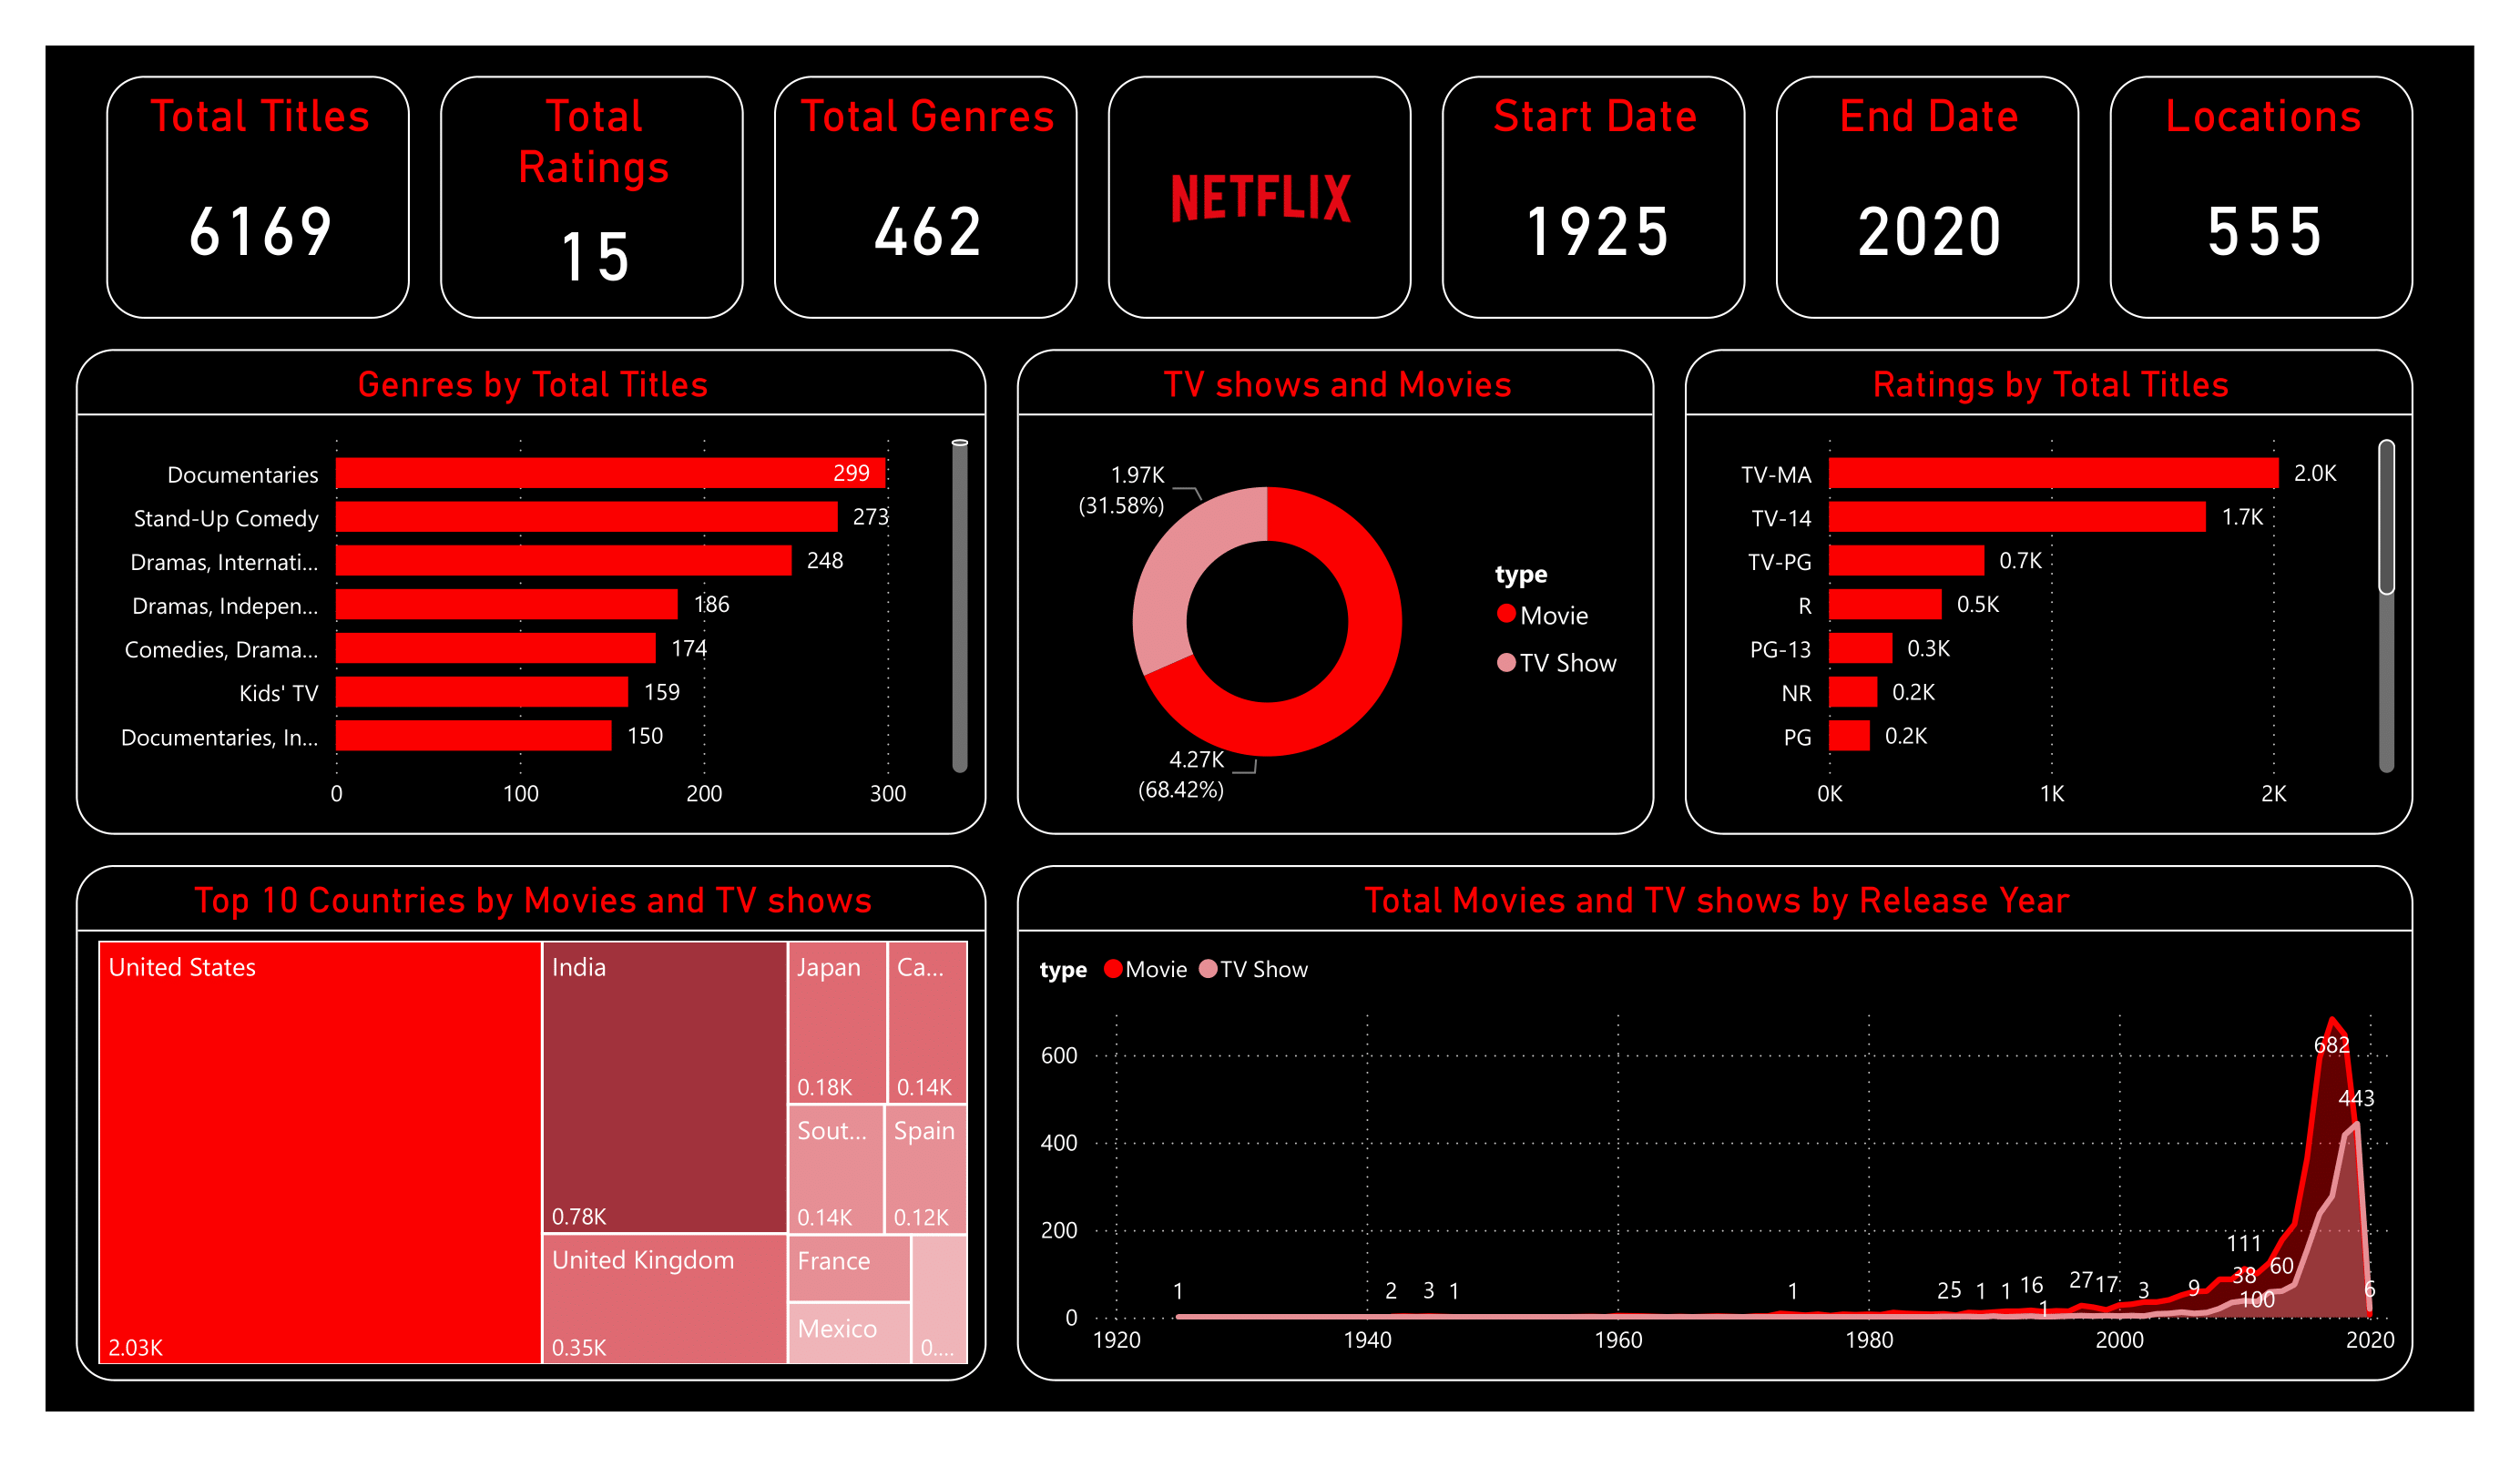 Total Titles
6169
Total
Ratings
15
Total Genres
462
NETFLIX
Start Date
1925
End Date
2020
Locations
555
Genres by Total Titles
Documentaries
299
Stand-Up Comedy
273
Dramas, Internati...
248
Dramas, Indepen...
186
Comedies, Drama...
174
Kids' TV
159
Documentaries, In...
150
0 100 200 300
TV shows and Movies
1.97K
(31.58%)
4.27K
(68.42%)
type
Movie
TV Show
Ratings by Total Titles
TV-MA
2.0K
TV-14
1.7K
TV-PG
0.7K
R
0.5K
PG-13
0.3K
NR
0.2K
PG
0.2K
0K 1K 2K
Top 10 Countries by Movies and TV shows
United States
2.03K
India
0.78K
United Kingdom
0.35K
Japan
0.18K
Ca...
0.14K
Sout...
0.14K
Spain
0.12K
France
Mexico
0....
Total Movies and TV shows by Release Year
type Movie TV Show
600
400
200
0
682
443
111
38
60
100
6
1 2 3 1 1 25 1 1 16 1 27 17 3 9
1920 1940 1960 1980 2000 2020